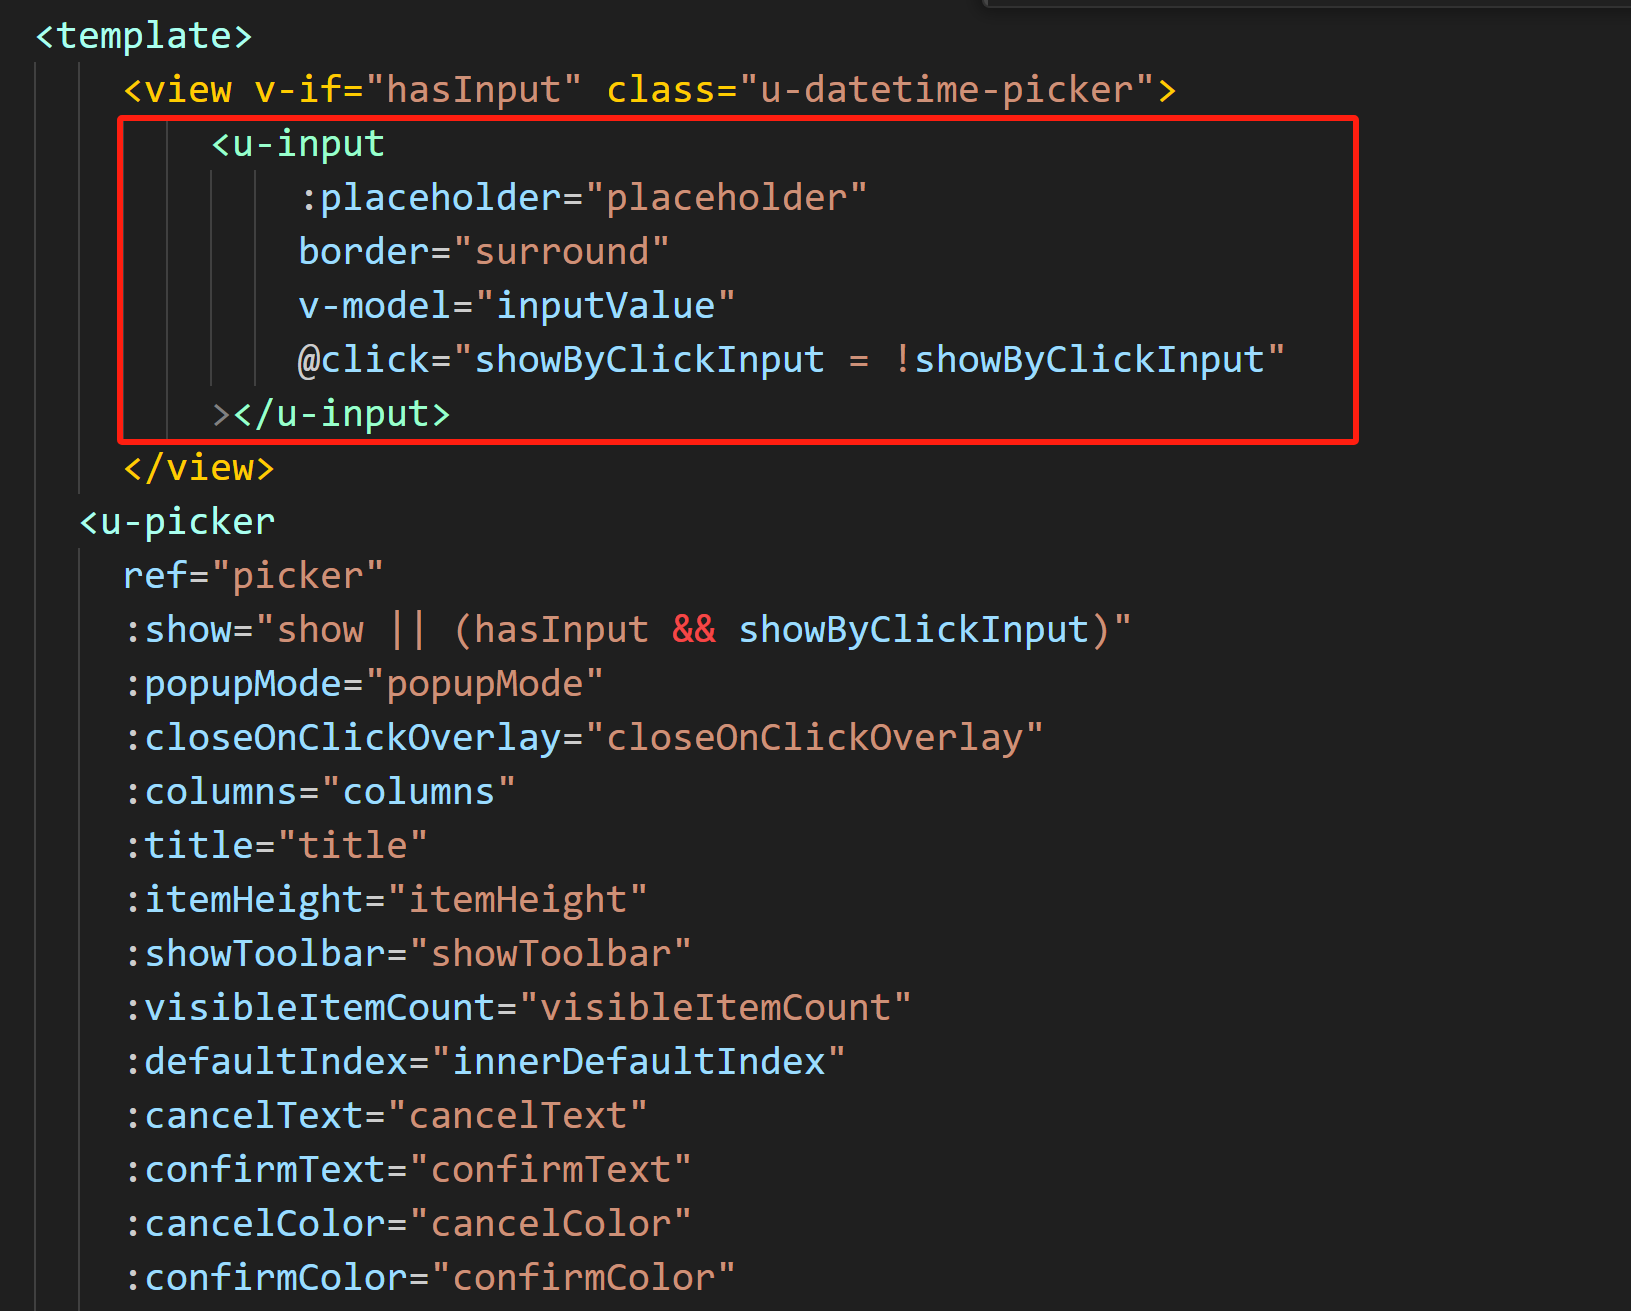 <template>
<view v-if="hasInput" class="u-datetime-picker">
<u-input
:placeholder="placeholder"
border="surround"
v-model="inputValue"
@click="showByClickInput = !showByClickInput"
></u-input>
</view>
<u-picker
ref="picker"
:show="show || (hasInput && showByClickInput)"
:popupMode="popupMode"
:closeOnClickOverlay="closeOnClickOverlay"
:columns="columns"
:title="title"
:itemHeight="itemHeight"
:showToolbar="showToolbar"
:visibleItemCount="visibleItemCount"
:defaultIndex="innerDefaultIndex"
:cancelText="cancelText"
:confirmText="confirmText"
:cancelColor="cancelColor"
:confirmColor="confirmColor"